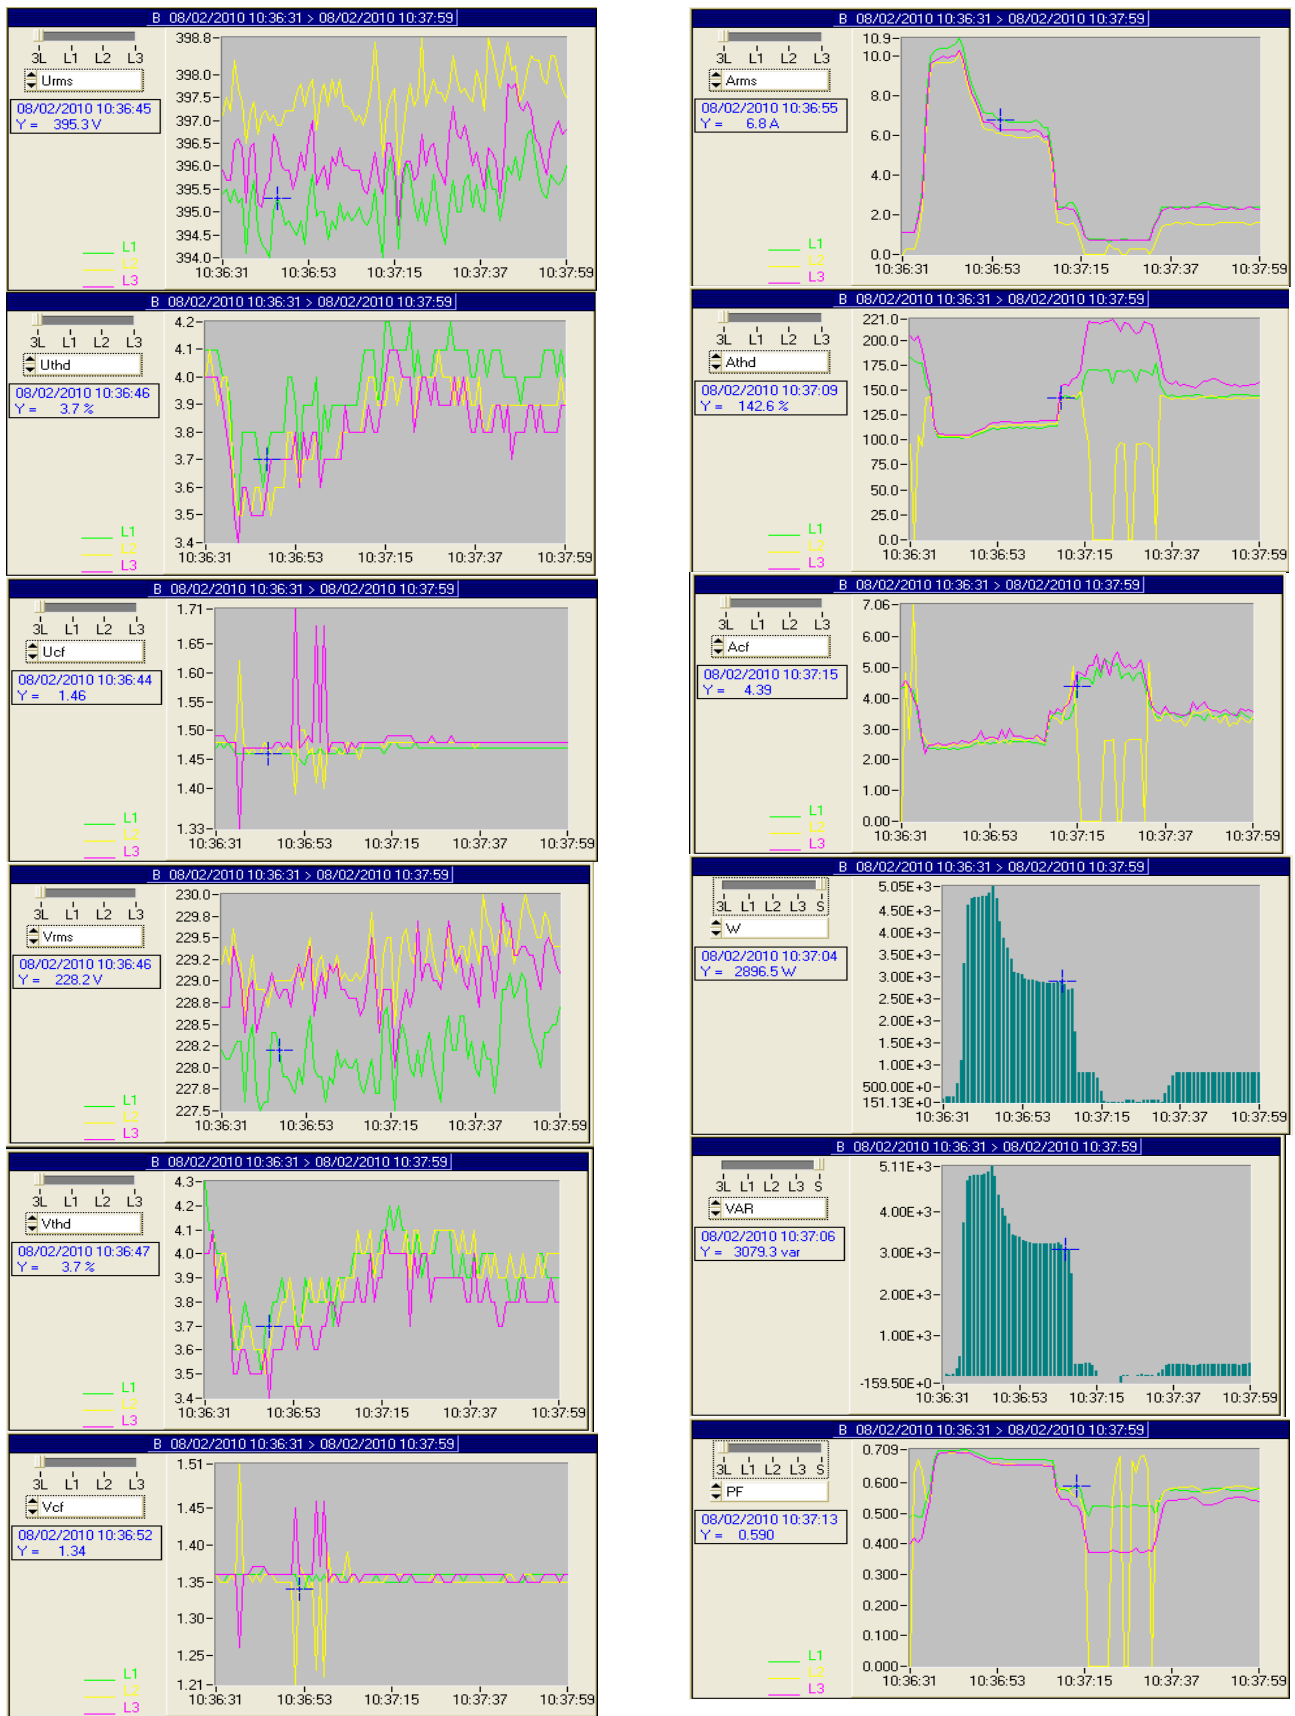 B 08/02/2010 10:36:31 > 08/02/2010 10:37:59
3L L1 L2 L3
Urms
08/02/2010 10:36:45
Y = 395.3 V
398.8
398.0
397.5
397.0
396.5
396.0
395.5
395.0
394.5
394.0
10:36:31 10:36:53 10:37:15 10:37:37 10:37:59
L1
L2
L3
B 08/02/2010 10:36:31 > 08/02/2010 10:37:59
3L L1 L2 L3
Uthd
08/02/2010 10:36:46
Y = 3.7 %
4.2
4.1
4.0
3.9
3.8
3.7
3.6
3.5
3.4
10:36:31 10:36:53 10:37:15 10:37:37 10:37:59
L1
L2
L3
B 08/02/2010 10:36:31 > 08/02/2010 10:37:59
3L L1 L2 L3
Ucf
08/02/2010 10:36:44
Y = 1.46
1.71
1.65
1.60
1.55
1.50
1.45
1.40
1.33
10:36:31 10:36:53 10:37:15 10:37:37 10:37:59
L1
L2
L3
B 08/02/2010 10:36:31 > 08/02/2010 10:37:59
3L L1 L2 L3
Vrms
08/02/2010 10:36:46
Y = 228.2 V
230.0
229.8
229.5
229.2
229.0
228.8
228.5
228.2
228.0
227.8
227.5
10:36:31 10:36:53 10:37:15 10:37:37 10:37:59
L1
L2
L3
B 08/02/2010 10:36:31 > 08/02/2010 10:37:59
3L L1 L2 L3
Vthd
08/02/2010 10:36:47
Y = 3.7 %
4.3
4.2
4.1
4.0
3.9
3.8
3.7
3.6
3.5
3.4
10:36:31 10:36:53 10:37:15 10:37:37 10:37:59
L1
L2
L3
B 08/02/2010 10:36:31 > 08/02/2010 10:37:59
3L L1 L2 L3
Vcf
08/02/2010 10:36:52
Y = 1.34
1.51
1.45
1.40
1.35
1.30
1.25
1.21
10:36:31 10:36:53 10:37:15 10:37:37 10:37:59
L1
L2
L3
B 08/02/2010 10:36:31 > 08/02/2010 10:37:59
3L L1 L2 L3
Arms
08/02/2010 10:36:55
Y = 6.8 A
10.9
10.0
8.0
6.0
4.0
2.0
0.0
10:36:31 10:36:53 10:37:15 10:37:37 10:37:59
L1
L2
L3
B 08/02/2010 10:36:31 > 08/02/2010 10:37:59
3L L1 L2 L3
Athd
08/02/2010 10:37:09
Y = 142.6 %
221.0
200.0
175.0
150.0
125.0
100.0
75.0
50.0
25.0
0.0
10:36:31 10:36:53 10:37:15 10:37:37 10:37:59
L1
L2
L3
B 08/02/2010 10:36:31 > 08/02/2010 10:37:59
3L L1 L2 L3
Acf
08/02/2010 10:37:15
Y = 4.39
7.06
6.00
5.00
4.00
3.00
2.00
1.00
0.00
10:36:31 10:36:53 10:37:15 10:37:37 10:37:59
L1
L2
L3
B 08/02/2010 10:36:31 > 08/02/2010 10:37:59
3L L1 L2 L3 S
W
08/02/2010 10:37:04
Y = 2896.5 W
5.05E+3
4.50E+3
4.00E+3
3.50E+3
3.00E+3
2.50E+3
2.00E+3
1.50E+3
1.00E+3
500.00E+0
151.13E+0
10:36:31 10:36:53 10:37:15 10:37:37 10:37:59
B 08/02/2010 10:36:31 > 08/02/2010 10:37:59
3L L1 L2 L3 S
VAR
08/02/2010 10:37:06
Y = 3079.3 var
5.11E+3
4.00E+3
3.00E+3
2.00E+3
1.00E+3
-159.50E+0
10:36:31 10:36:53 10:37:15 10:37:37 10:37:59
B 08/02/2010 10:36:31 > 08/02/2010 10:37:59
3L L1 L2 L3 S
PF
08/02/2010 10:37:13
Y = 0.590
0.709
0.600
0.500
0.400
0.300
0.200
0.100
0.000
10:36:31 10:36:53 10:37:15 10:37:37 10:37:59
L1
L2
L3